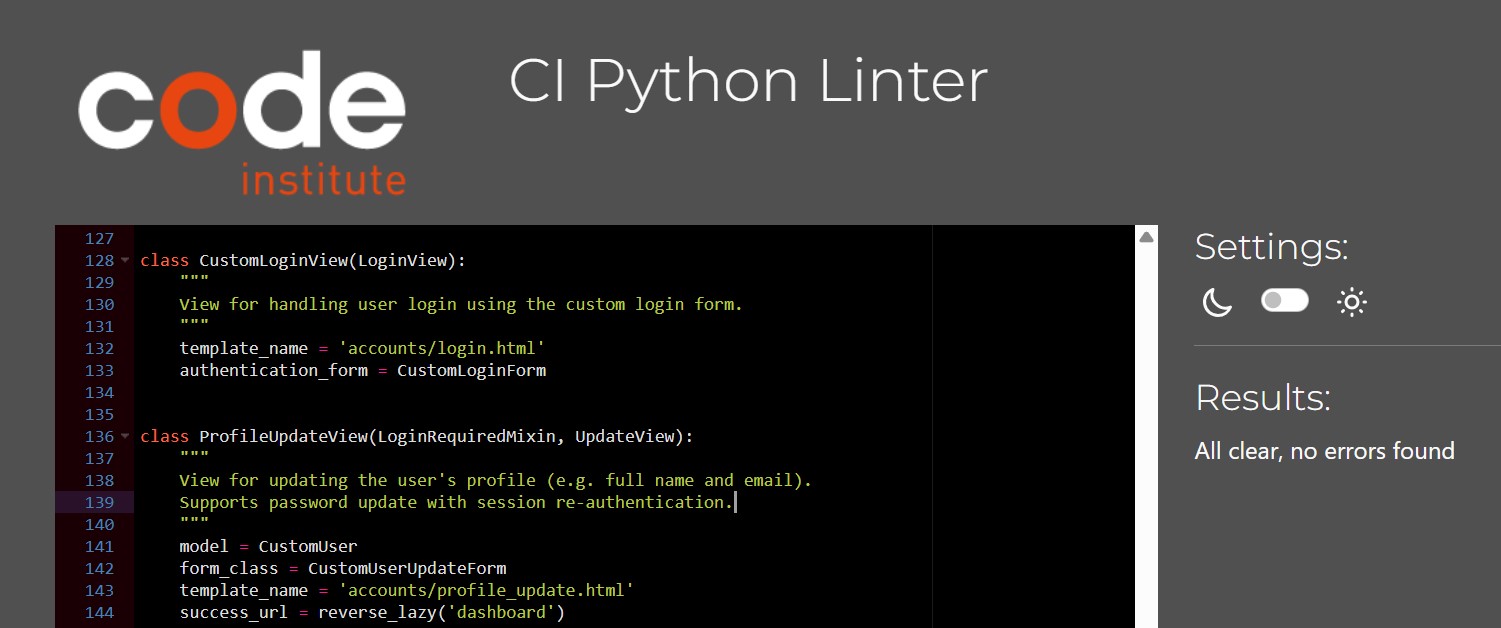 code
institute
CI Python Linter
127
128 class CustomLoginView(LoginView):
129     """
130     View for handling user login using the custom login form.
131     """
132     template_name = 'accounts/login.html'
133     authentication_form = CustomLoginForm
134
135
136 class ProfileUpdateView(LoginRequiredMixin, UpdateView):
137     """
138     View for updating the user's profile (e.g. full name and email).
139     Supports password update with session re-authentication.
140     """
141     model = CustomUser
142     form_class = CustomUserUpdateForm
143     template_name = 'accounts/profile_update.html'
144     success_url = reverse_lazy('dashboard')
Settings:
Results:
All clear, no errors found